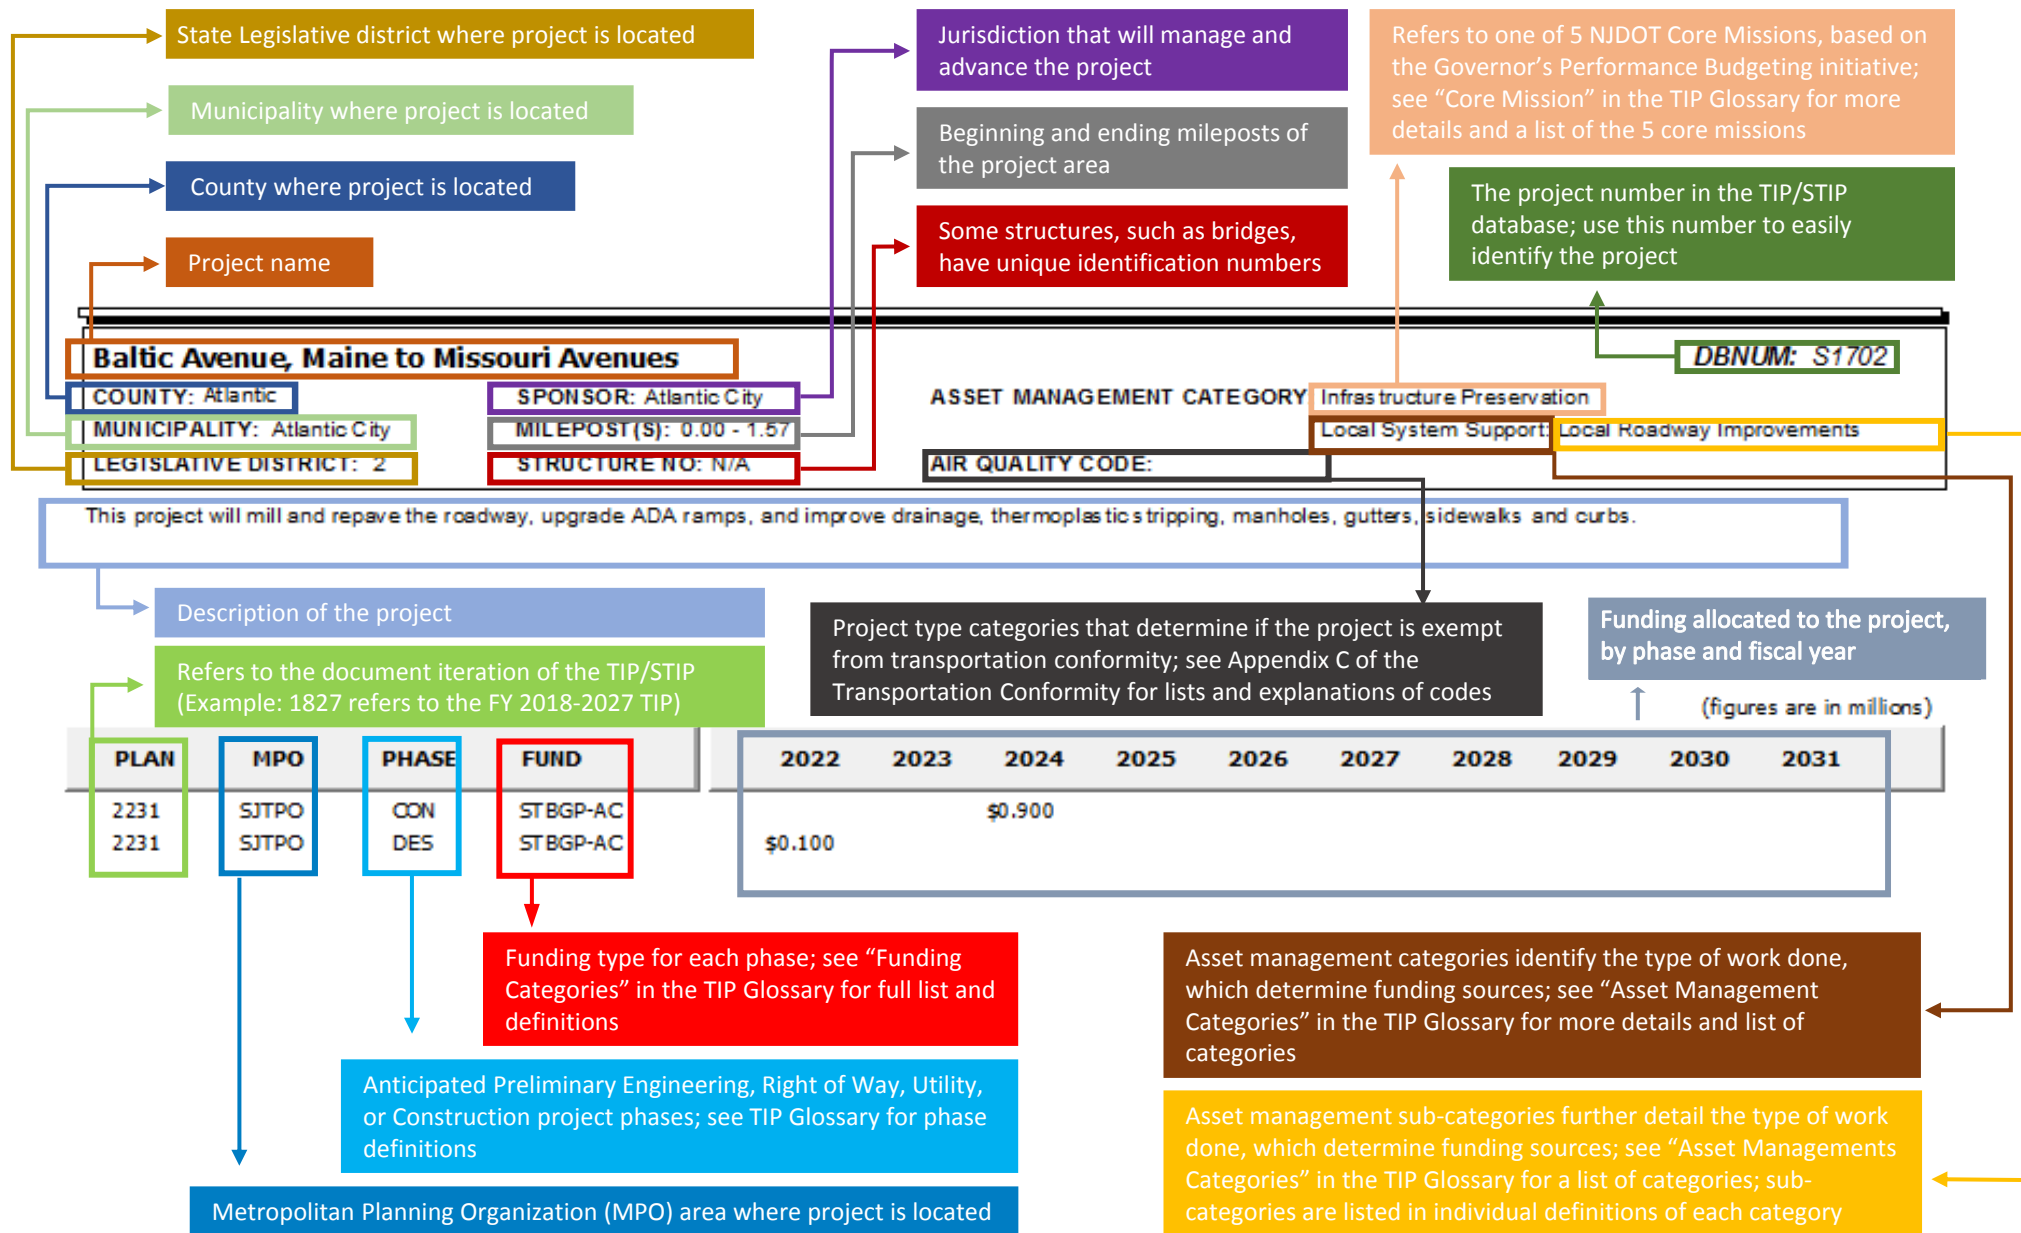 State Legislative district where project is located
Municipality where project is located
County where project is located
Project name
Jurisdiction that will manage and
advance the project
Beginning and ending mileposts of
the project area
Some structures, such as bridges,
have unique identification numbers
Refers to one of 5 NJDOT Core Missions, based on
the Governor’s Performance Budgeting initiative;
see “Core Mission” in the TIP Glossary for more
details and a list of the 5 core missions
The project number in the TIP/STIP
database; use this number to easily
identify the project
Baltic Avenue, Maine to Missouri Avenues
DBNUM: S1702
COUNTY: Atlantic
SPONSOR: Atlantic City
ASSET MANAGEMENT CATEGORY
Infrastructure Preservation
MUNICIPALITY: Atlantic City
MILEPOST(S): 0.00 - 1.57
Local System Support: Local Roadway Improvements
LEGISLATIVE DISTRICT: 2
STRUCTURE NO: N/A
AIR QUALITY CODE:
This project will mill and repave the roadway, upgrade ADA ramps, and improve drainage, thermoplastic stripping, manholes, gutters, sidewalks and curbs.
Description of the project
Refers to the document iteration of the TIP/STIP
(Example: 1827 refers to the FY 2018-2027 TIP)
Project type categories that determine if the project is exempt
from transportation conformity; see Appendix C of the
Transportation Conformity for lists and explanations of codes
Funding allocated to the project,
by phase and fiscal year
(figures are in millions)
PLAN MPO PHASE FUND 2022 2023 2024 2025 2026 2027 2028 2029 2030 2031
2231 SJTPO CON STBGP-AC $0.900
2231 SJTPO DES STBGP-AC $0.100
Funding type for each phase; see “Funding
Categories” in the TIP Glossary for full list and
definitions
Anticipated Preliminary Engineering, Right of Way, Utility,
or Construction project phases; see TIP Glossary for phase
definitions
Metropolitan Planning Organization (MPO) area where project is located
Asset management categories identify the type of work done,
which determine funding sources; see “Asset Management
Categories” in the TIP Glossary for more details and list of
categories
Asset management sub-categories further detail the type of work
done, which determine funding sources; see “Asset Managements
Categories” in the TIP Glossary for a list of categories; sub-
categories are listed in individual definitions of each category